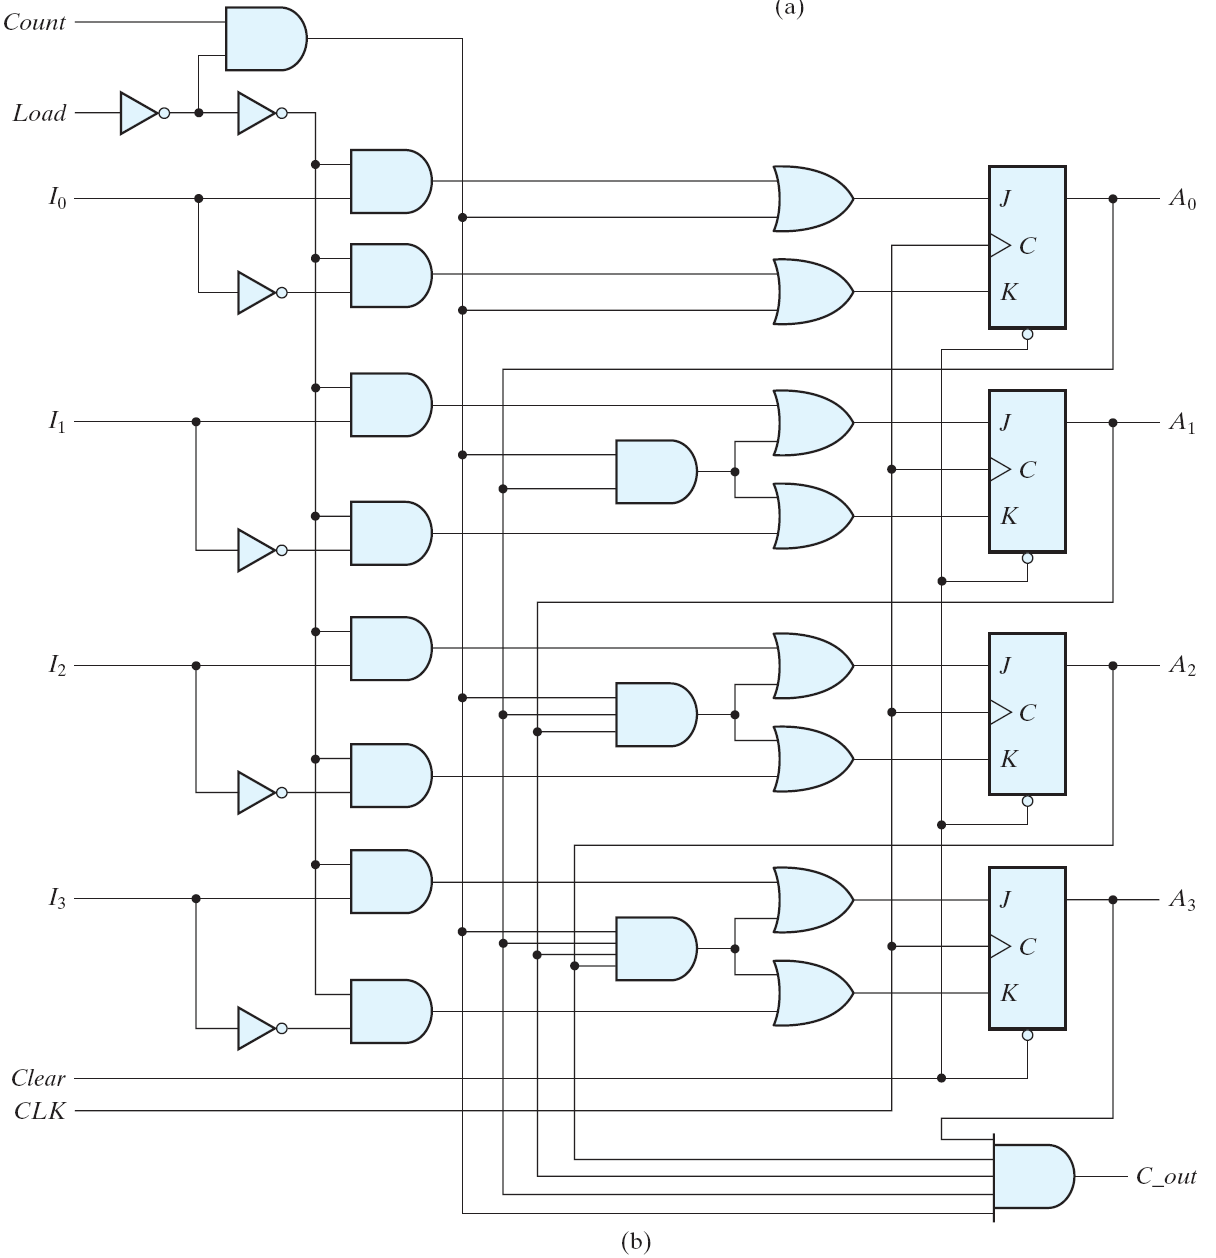 (a)
Count
Load
I₀
J
A₀
C
K
I₁
J
A₁
C
K
I₂
J
A₂
C
K
I₃
J
A₃
C
K
Clear
CLK
C_out
(b)